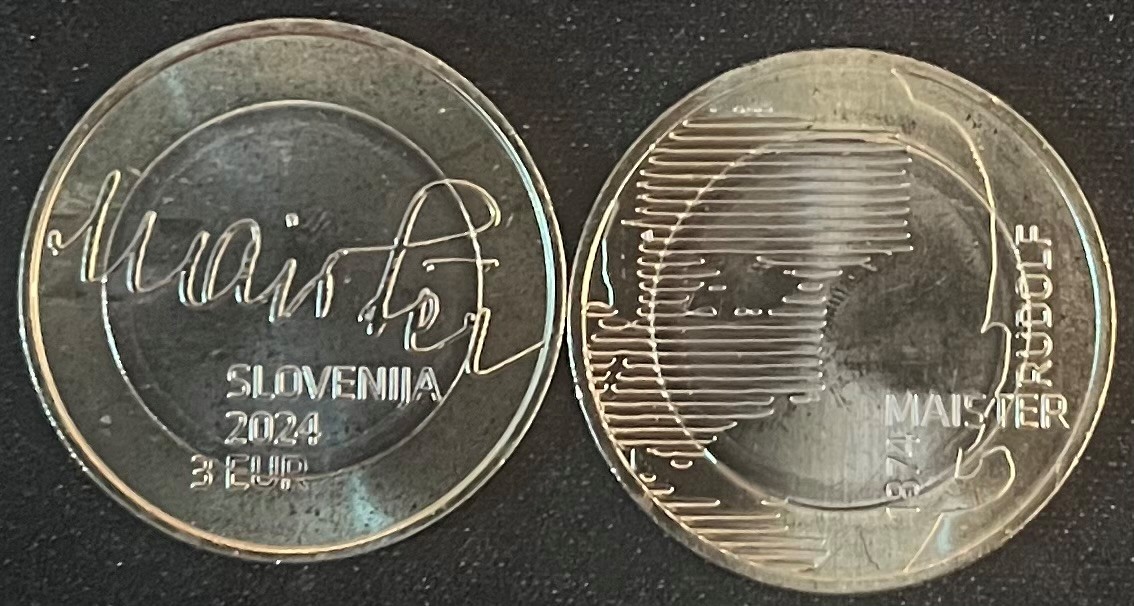 Maister
SLOVENIJA
2024
3 EUR
RUDOLF
MAISTER
1874